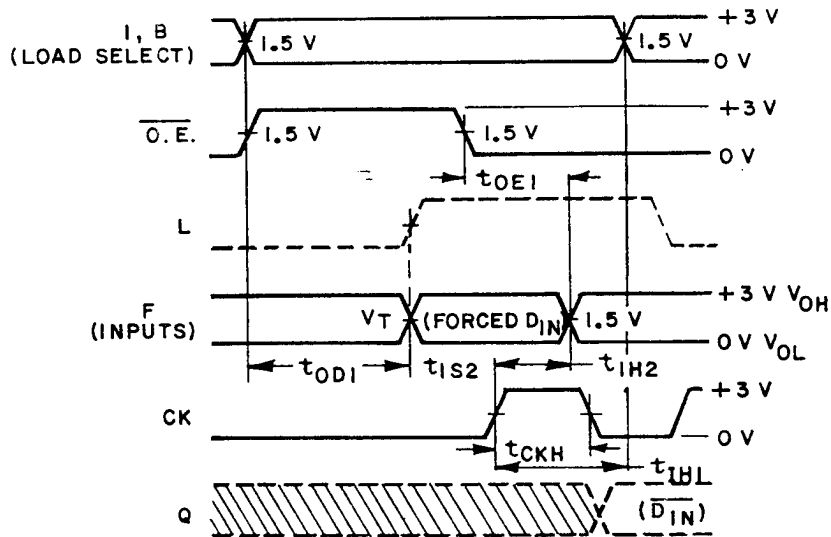 I, B
(LOAD SELECT)
1.5 V
1.5 V
+3 V
0 V
O.E.
1.5 V
1.5 V
+3 V
0 V
tOE1
L
F
(INPUTS)
VT
(FORCED DIN)
1.5 V
+3 V VOH
0 V VOL
tOD1
tIS2
tIH2
CK
+3 V
0 V
tCKH
tIH1
Q
(DIN)